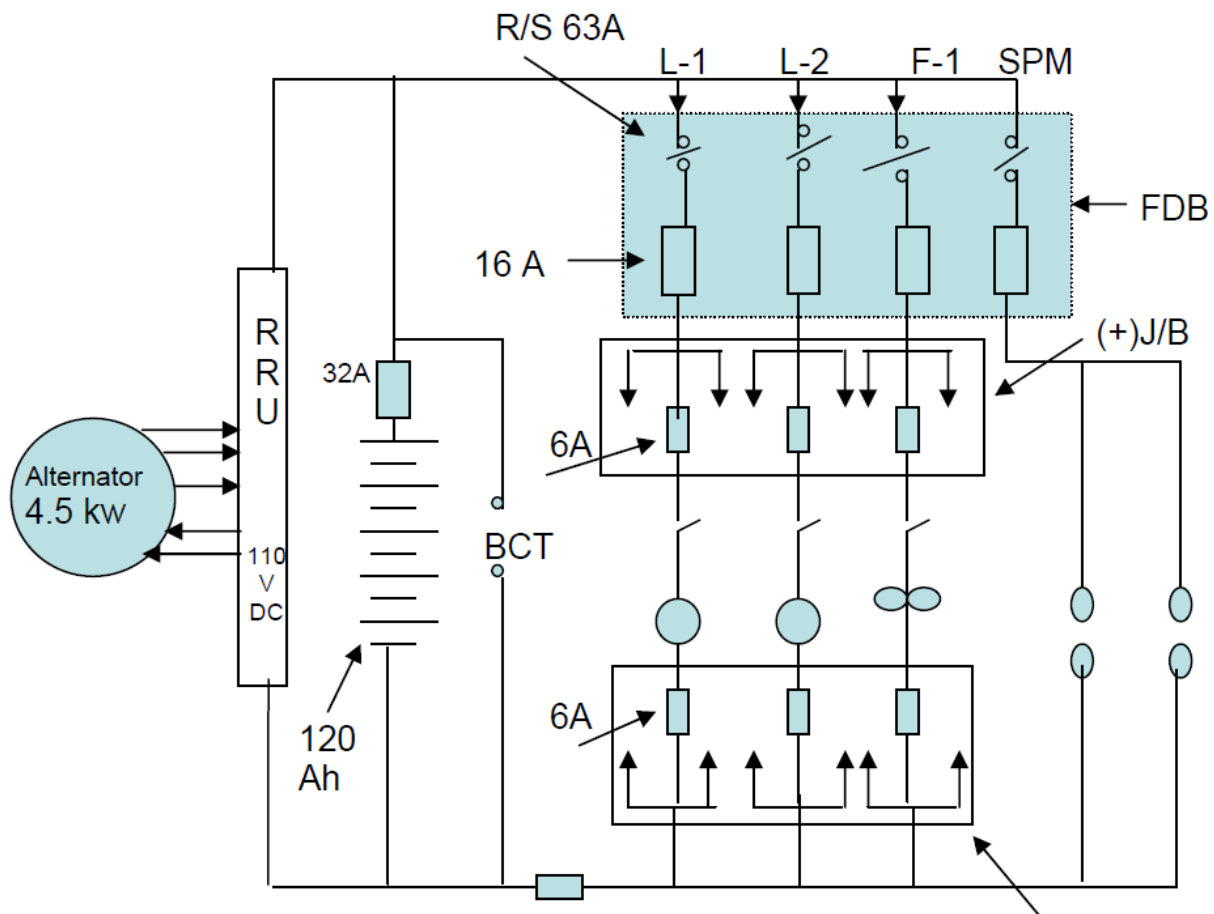 R/S 63A
L-1
L-2
F-1
SPM
FDB
16 A
(+)J/B
R
R
U
32A
6A
Alternator
4.5 kw
BCT
110
V
DC
6A
120
Ah